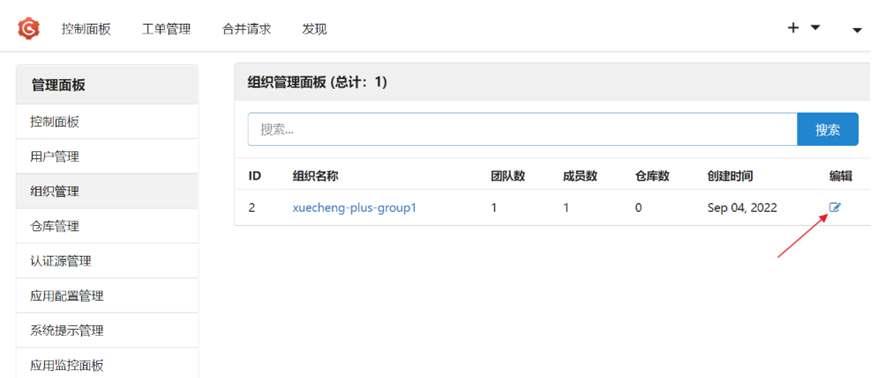 控制面板 工单管理 合并请求 发现
管理面板
控制面板
用户管理
组织管理
仓库管理
认证源管理
应用配置管理
系统提示管理
应用监控面板
组织管理面板 (总计：1)
搜索... 搜索
ID 组织名称 团队数 成员数 仓库数 创建时间 编辑
2 xuecheng-plus-group1 1 1 0 Sep 04, 2022